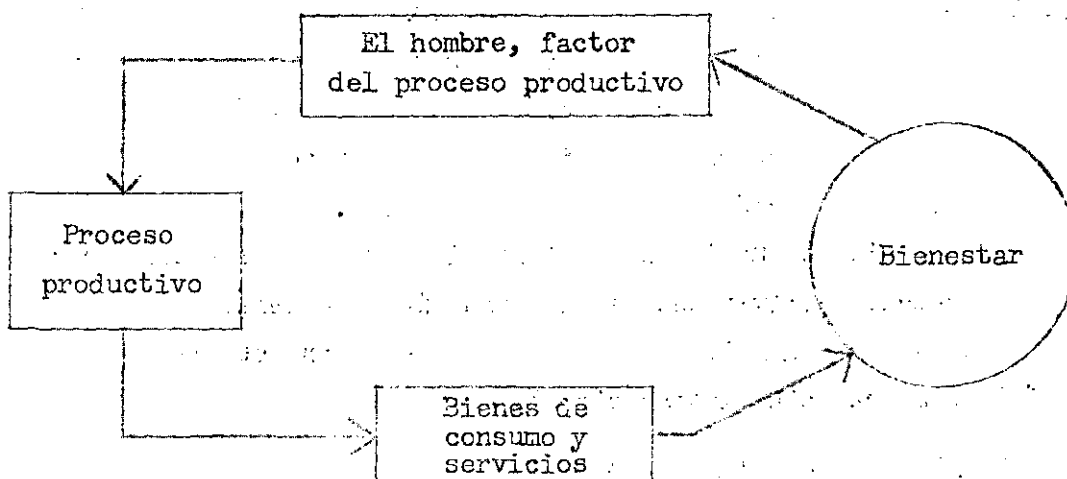 El hombre, factor
del proceso productivo
Proceso
productivo
Bienestar
Bienes de
consumo y
servicios